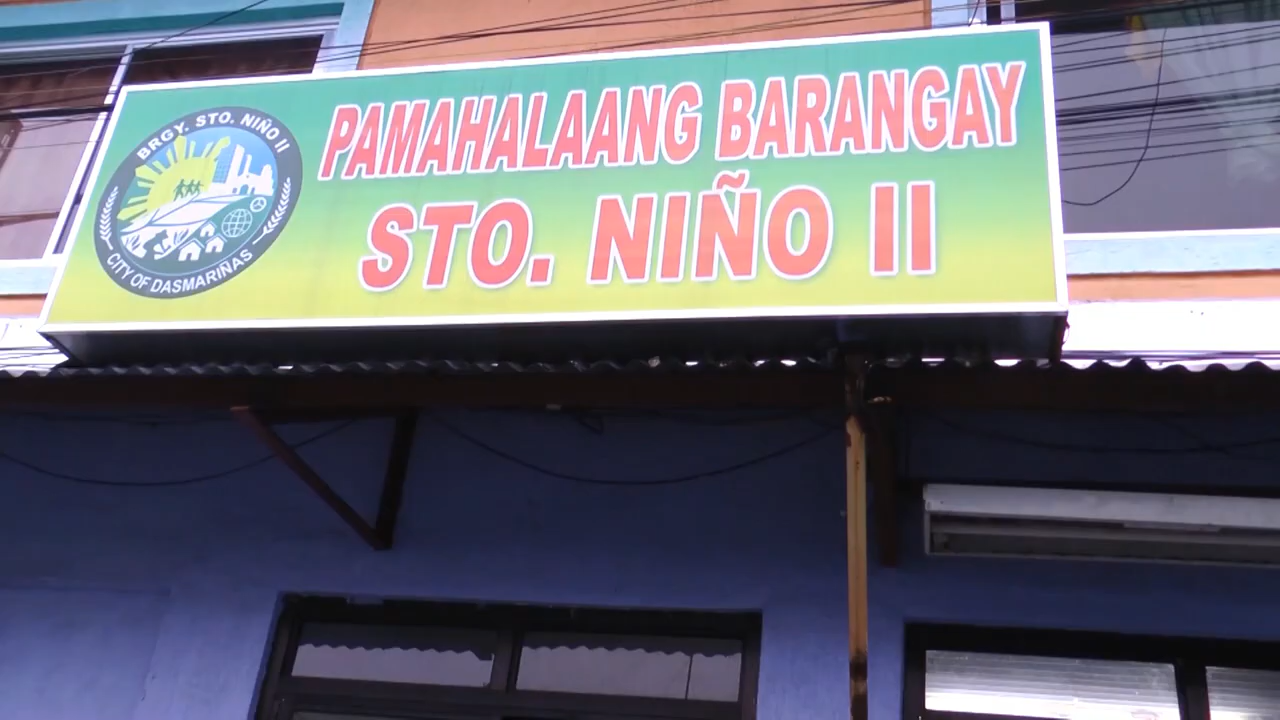 BRGY. STO. NIÑO II
CITY OF DASMARIÑAS
PAMAHALAANG BARANGAY
STO. NIÑO II